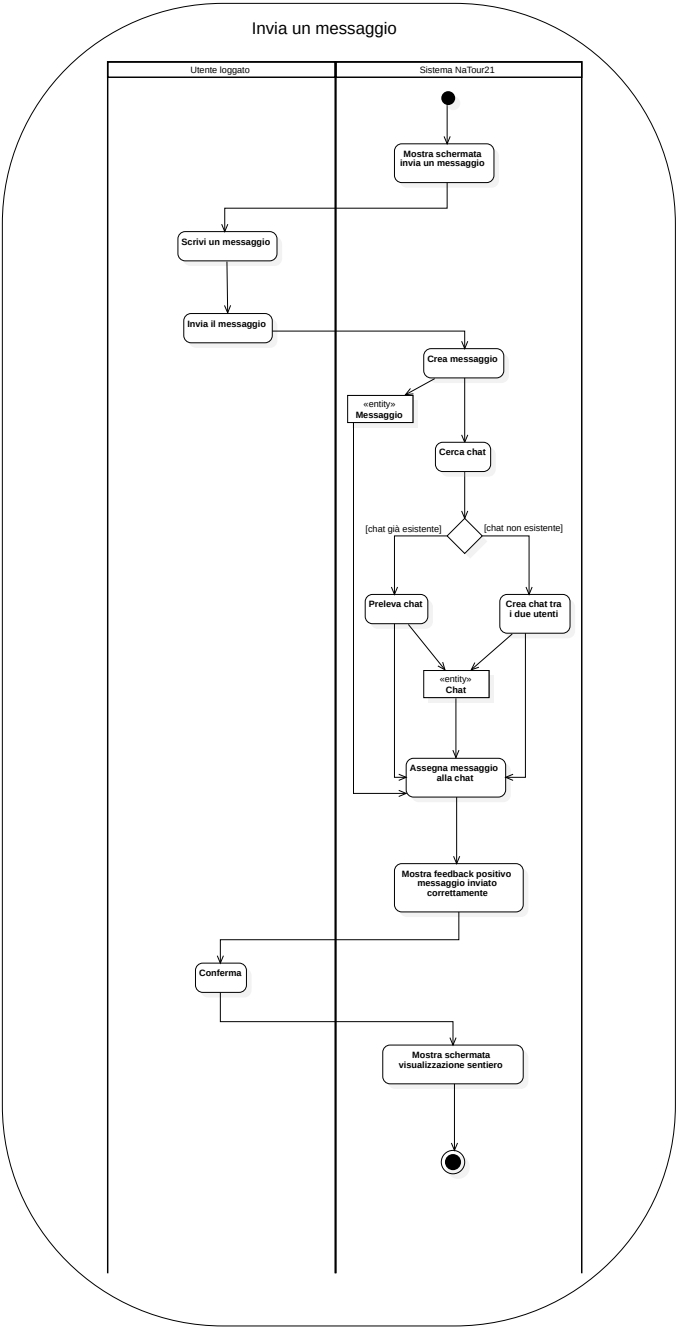 Invia un messaggio
Utente loggato
Sistema NaTour21
Mostra schermata
invia un messaggio
Scrivi un messaggio
Invia il messaggio
Crea messaggio
«entity»
Messaggio
Cerca chat
[chat già esistente]
[chat non esistente]
Preleva chat
Crea chat tra
i due utenti
«entity»
Chat
Assegna messaggio
alla chat
Mostra feedback positivo
messaggio inviato
correttamente
Conferma
Mostra schermata
visualizzazione sentiero